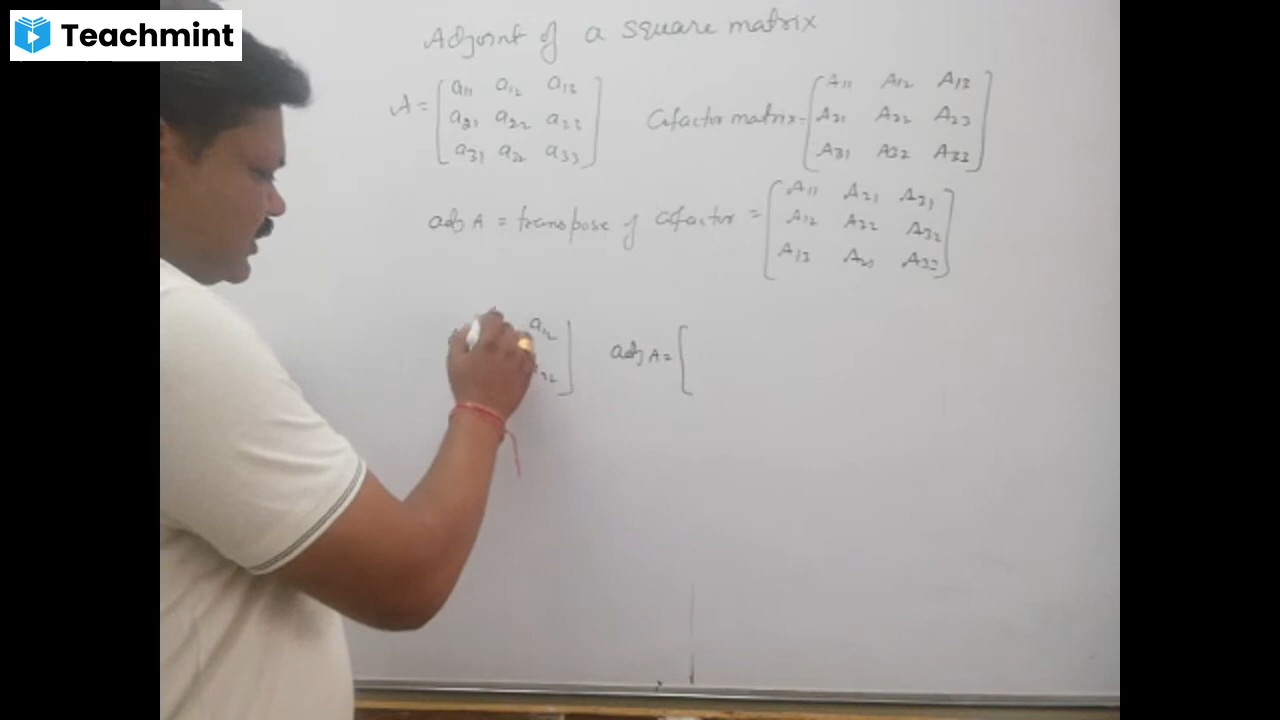 Teachmint
Adjoint of a square matrix
A = [ a11 a12 a13
a21 a22 a23
a31 a32 a33 ]
Cofactor matrix = [ A11 A12 A13
A21 A22 A23
A31 A32 A33 ]
adj A = transpose of cofactor = [ A11 A21 A31
A12 A22 A32
A13 A23 A33 ]
a12
22 ]
adj A = [